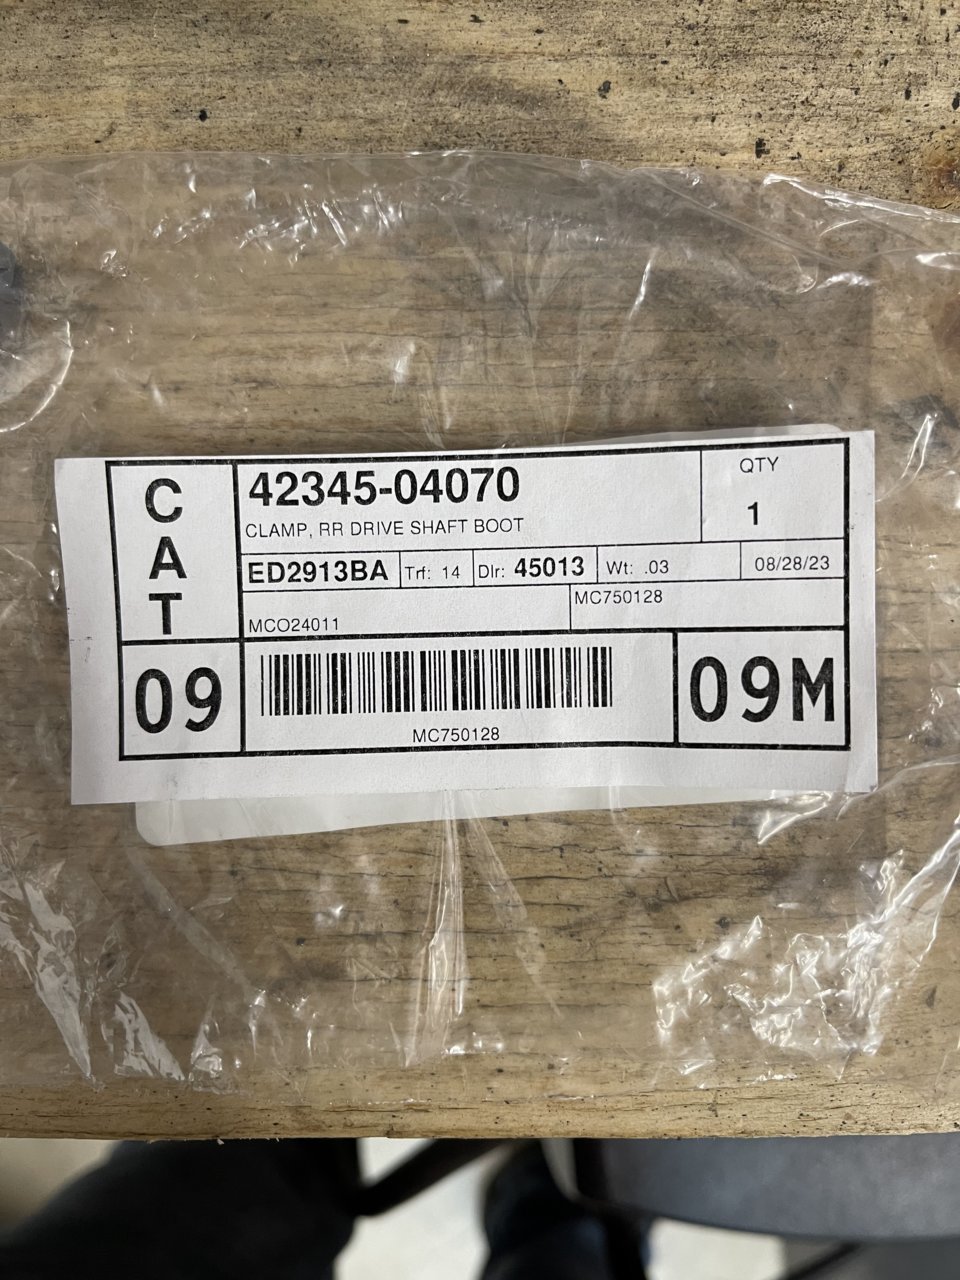 CAT
42345-04070
CLAMP, RR DRIVE SHAFT BOOT
QTY
1
ED2913BA Trf: 14 Dlr: 45013 Wt: .03 08/28/23
MCO24011
MC750128
09
MC750128
09M